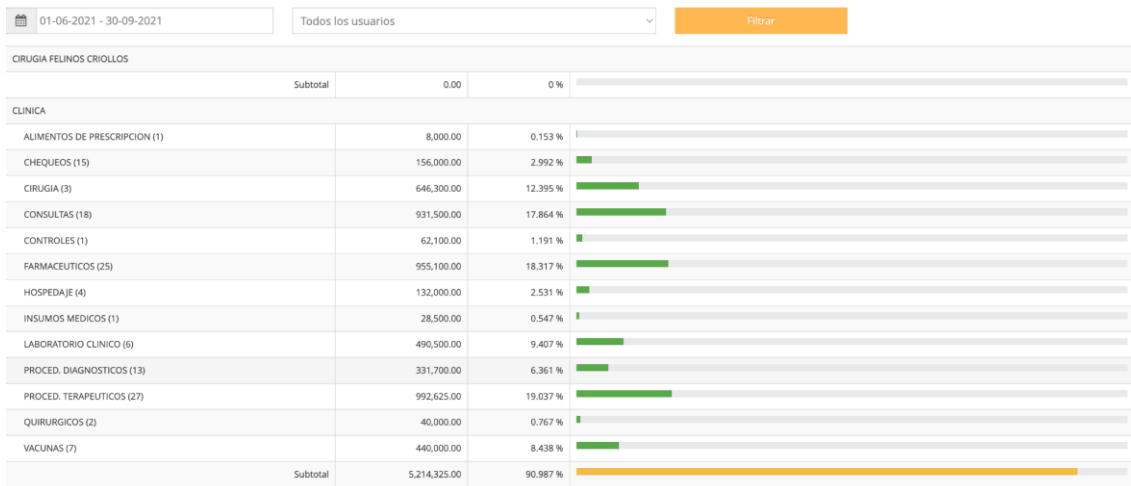 01-06-2021 - 30-09-2021 Todos los usuarios Filtrar
CIRUGIA FELINOS CRIOLLOS
Subtotal 0.00 0 %
CLINICA
ALIMENTOS DE PRESCRIPCION (1) 8,000.00 0.153 %
CHEQUEOS (15) 156,000.00 2.992 %
CIRUGIA (3) 646,300.00 12.395 %
CONSULTAS (18) 931,500.00 17.864 %
CONTROLES (1) 62,100.00 1.191 %
FARMACEUTICOS (25) 955,100.00 18.317 %
HOSPEDAJE (4) 132,000.00 2.531 %
INSUMOS MEDICOS (1) 28,500.00 0.547 %
LABORATORIO CLINICO (6) 490,500.00 9.407 %
PROCED. DIAGNOSTICOS (13) 331,700.00 6.361 %
PROCED. TERAPEUTICOS (27) 992,625.00 19.037 %
QUIRURGICOS (2) 40,000.00 0.767 %
VACUNAS (7) 440,000.00 8.438 %
Subtotal 5,214,325.00 90.987 %